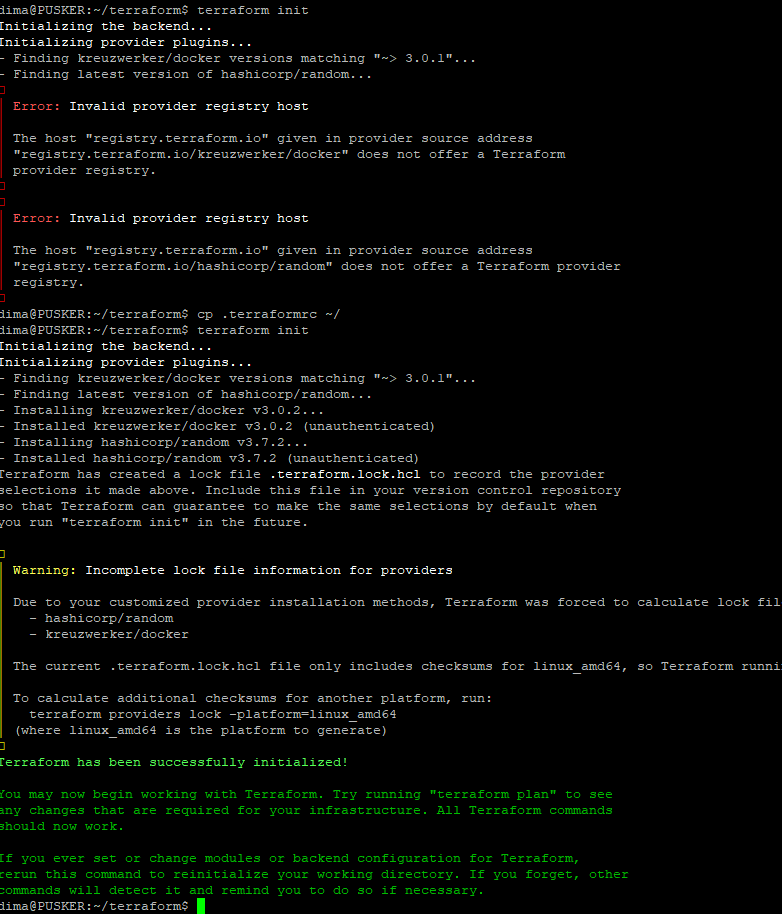 dima@PUSKER:~/terraform$ terraform init
Initializing the backend...
Initializing provider plugins...
- Finding kreuzwerker/docker versions matching "~> 3.0.1"...
- Finding latest version of hashicorp/random...
Error: Invalid provider registry host
The host "registry.terraform.io" given in provider source address
"registry.terraform.io/kreuzwerker/docker" does not offer a Terraform
provider registry.
Error: Invalid provider registry host
The host "registry.terraform.io" given in provider source address
"registry.terraform.io/hashicorp/random" does not offer a Terraform provider
registry.
dima@PUSKER:~/terraform$ cp .terraformrc ~/
dima@PUSKER:~/terraform$ terraform init
Initializing the backend...
Initializing provider plugins...
- Finding kreuzwerker/docker versions matching "~> 3.0.1"...
- Finding latest version of hashicorp/random...
- Installing kreuzwerker/docker v3.0.2...
- Installed kreuzwerker/docker v3.0.2 (unauthenticated)
- Installing hashicorp/random v3.7.2...
- Installed hashicorp/random v3.7.2 (unauthenticated)
Terraform has created a lock file .terraform.lock.hcl to record the provider
selections it made above. Include this file in your version control repository
so that Terraform can guarantee to make the same selections by default when
you run "terraform init" in the future.
Warning: Incomplete lock file information for providers
Due to your customized provider installation methods, Terraform was forced to calculate lock fil
- hashicorp/random
- kreuzwerker/docker
The current .terraform.lock.hcl file only includes checksums for linux_amd64, so Terraform runni
To calculate additional checksums for another platform, run:
terraform providers lock -platform=linux_amd64
(where linux_amd64 is the platform to generate)
Terraform has been successfully initialized!
You may now begin working with Terraform. Try running "terraform plan" to see
any changes that are required for your infrastructure. All Terraform commands
should now work.
If you ever set or change modules or backend configuration for Terraform,
rerun this command to reinitialize your working directory. If you forget, other
commands will detect it and remind you to do so if necessary.
dima@PUSKER:~/terraform$